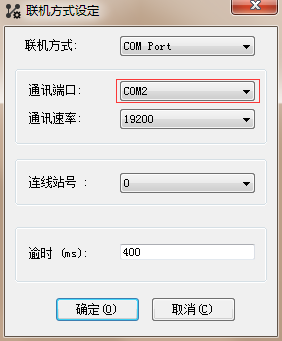 联机方式设定
联机方式: COM Port
通讯端口: COM2
通讯速率: 19200
连线站号 : 0
逾时 (ms): 400
确定(O) 取消(C)